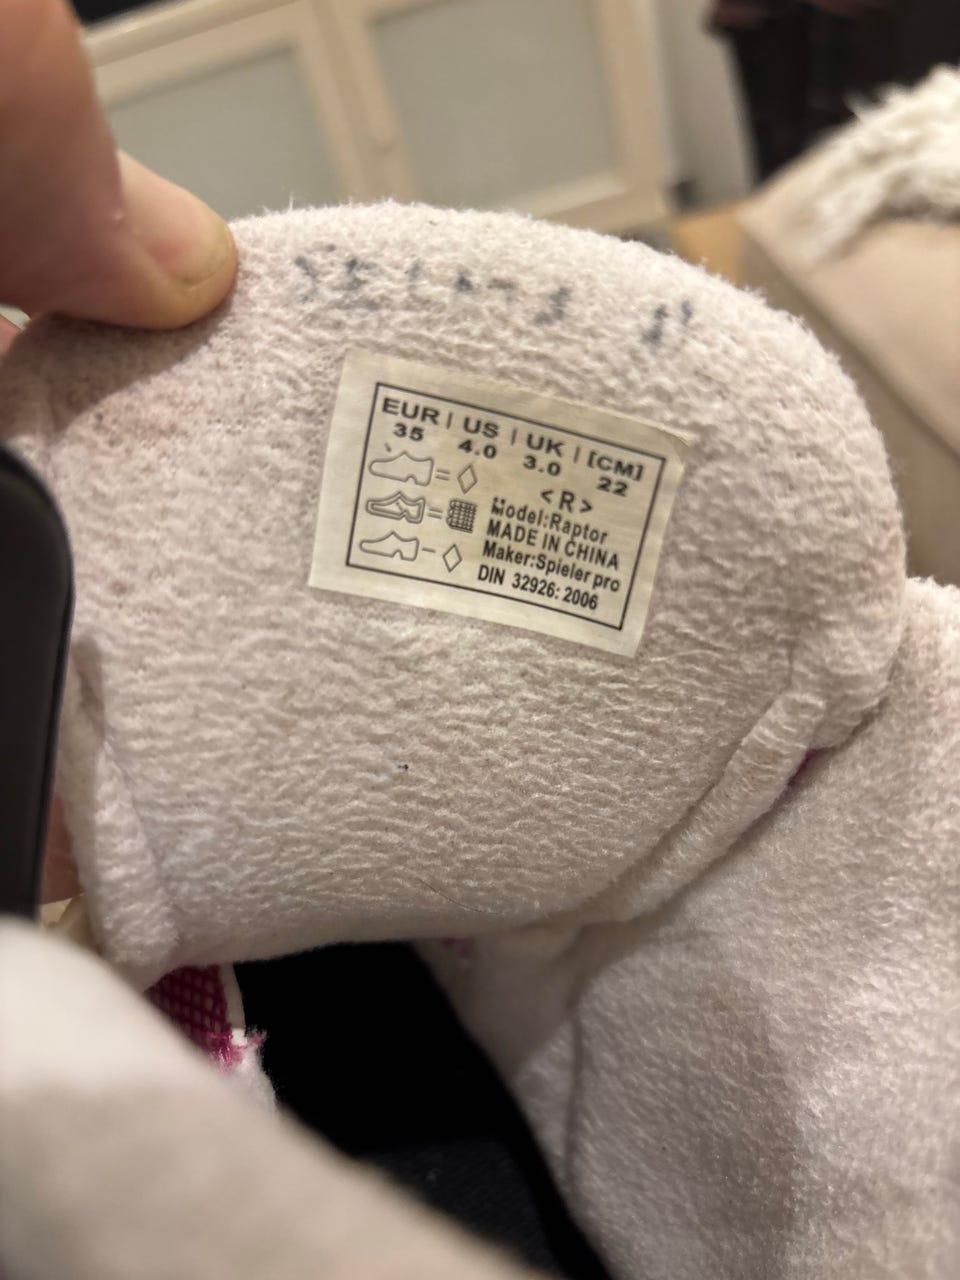 EUR | US | UK | [CM]
35 4.0 3.0 22
<R>
Model:Raptor
MADE IN CHINA
Maker:Spieler pro
DIN 32926: 2006